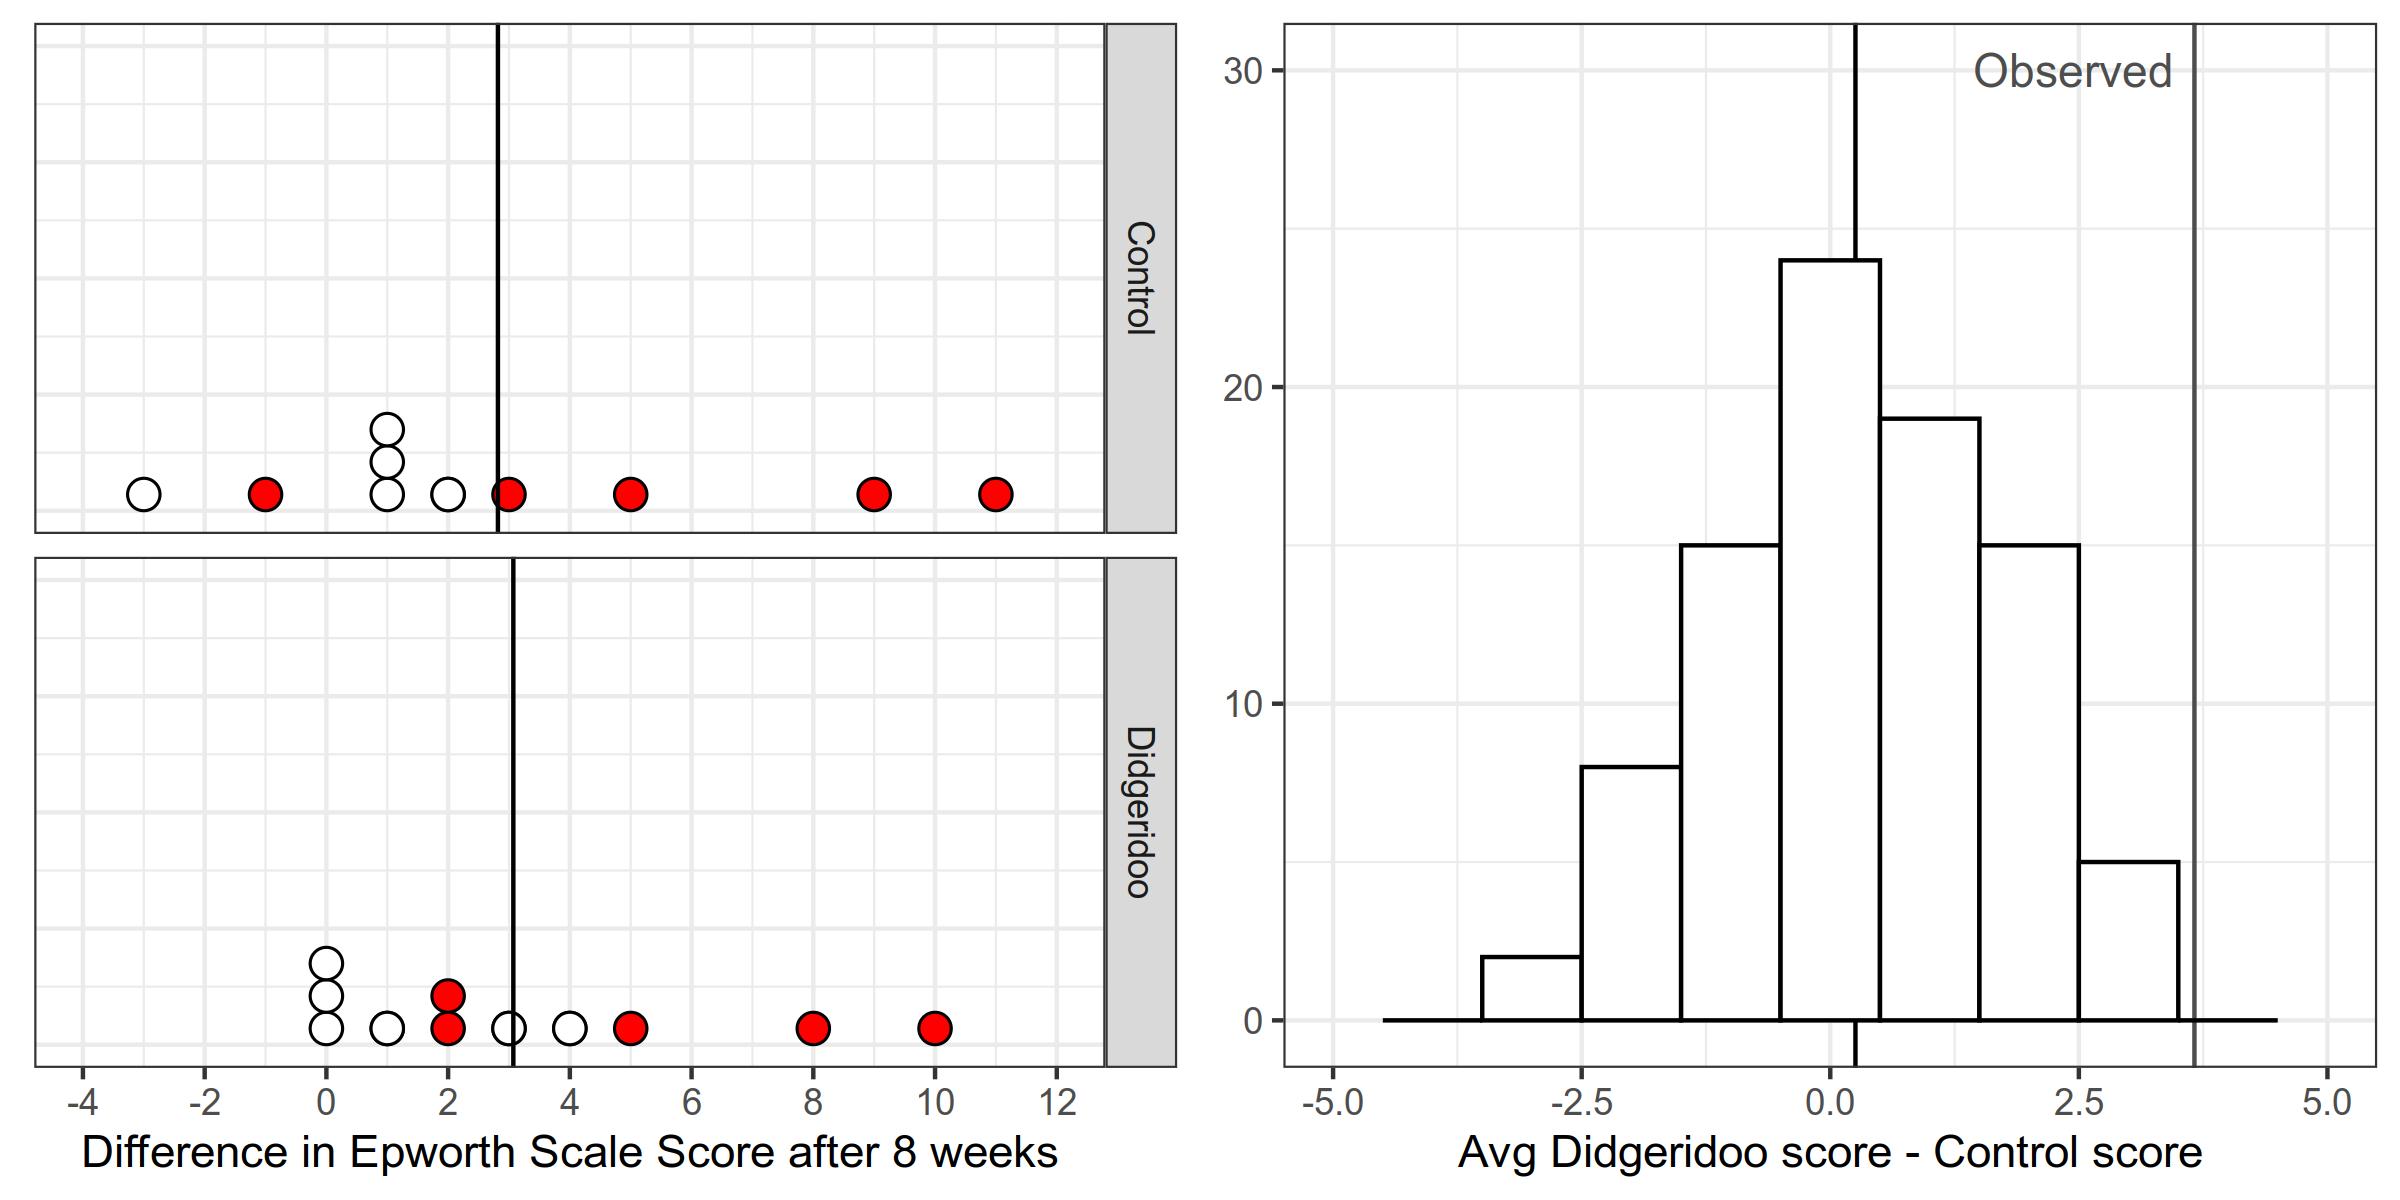 Control
Didgeridoo
-4 -2 0 2 4 6 8 10 12
Difference in Epworth Scale Score after 8 weeks
Observed
30
20
10
0
-5.0 -2.5 0.0 2.5 5.0
Avg Didgeridoo score - Control score